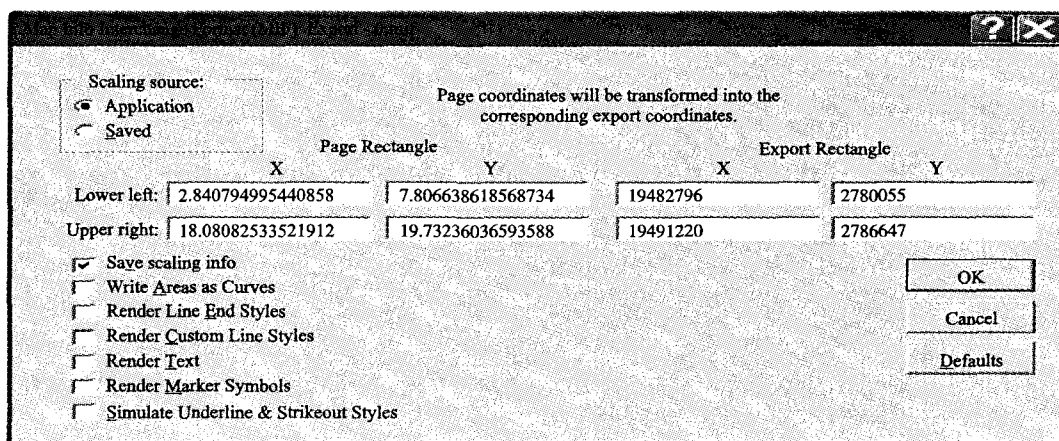 Scaling source:
Application
Saved
Page coordinates will be transformed into the
corresponding export coordinates.
Page Rectangle Export Rectangle
X Y X Y
Lower left: 2.840794995440858 7.806638618568734 19482796 2780055
Upper right: 18.08082533521912 19.73236036593588 19491220 2786647
Save scaling info
Write Areas as Curves
Render Line End Styles
Render Custom Line Styles
Render Text
Render Marker Symbols
Simulate Underline & Strikeout Styles
OK
Cancel
Defaults